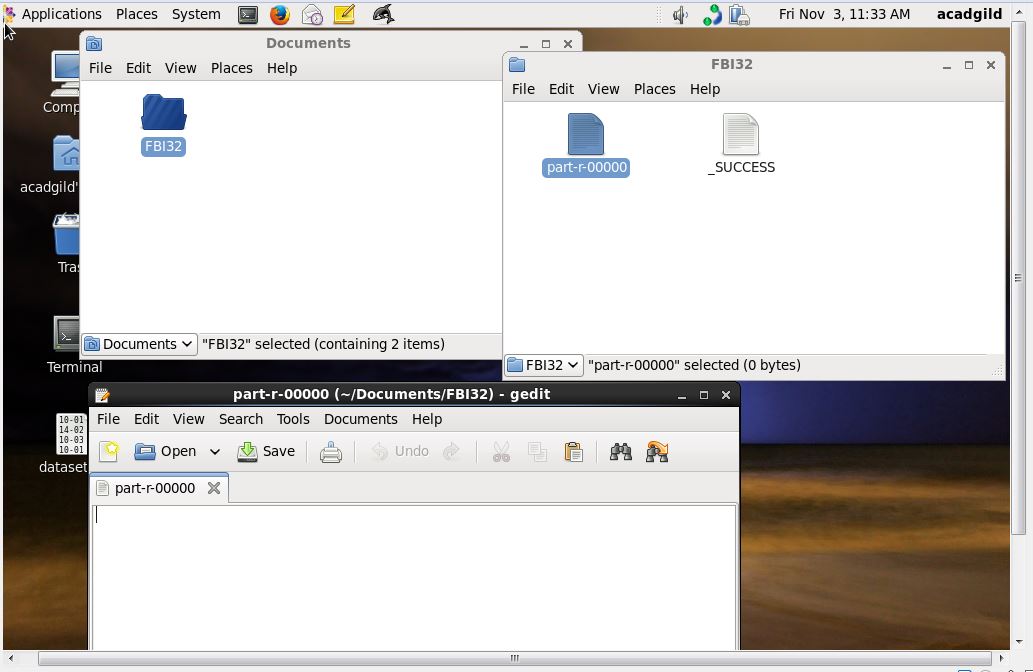 Applications Places System Fri Nov 3, 11:33 AM acadgild
Documents
File Edit View Places Help
FBI32
Documents "FBI32" selected (containing 2 items)
FBI32
File Edit View Places Help
part-r-00000 _SUCCESS
FBI32 "part-r-00000" selected (0 bytes)
Comp
acadgild'
Tras
Terminal
10-01
14-02
10-03
10-01
dataset
part-r-00000 (~/Documents/FBI32) - gedit
File Edit View Search Tools Documents Help
Open Save Undo
part-r-00000